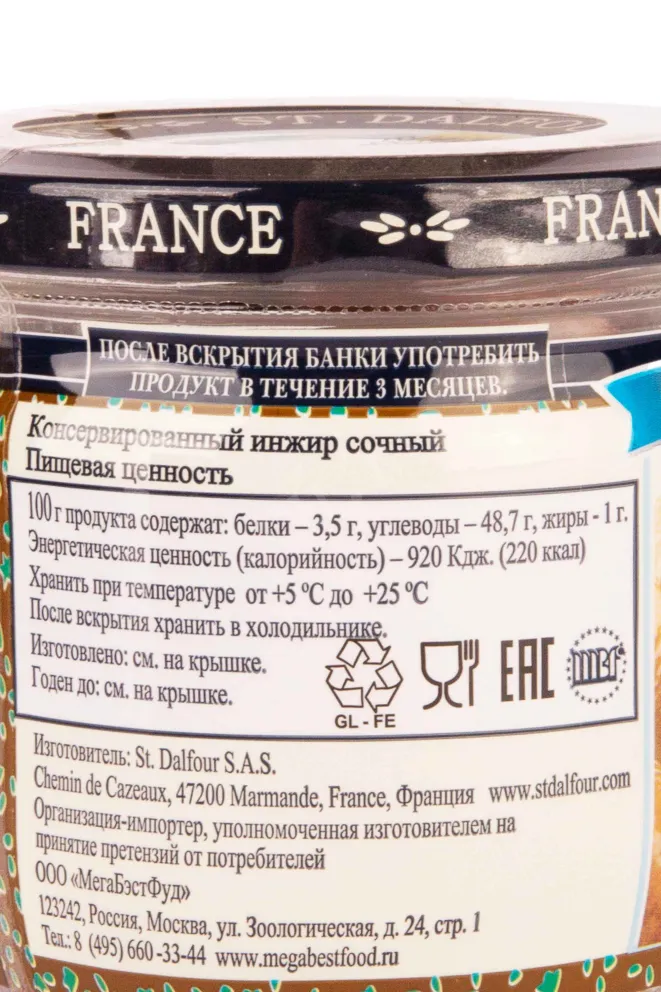 ST. DALFOUR
FRANCE
FRAN
ПОСЛЕ ВСКРЫТИЯ БАНКИ УПОТРЕБИТЬ
ПРОДУКТ В ТЕЧЕНИЕ 3 МЕСЯЦЕВ.
Консервированный инжир сочный
Пищевая ценность
100 г продукта содержат: белки – 3,5 г, углеводы – 48,7 г, жиры - 1 г.
Энергетическая ценность (калорийность) – 920 Кдж. (220 ккал)
Хранить при температуре от +5 ºС до +25 ºС
После вскрытия хранить в холодильнике.
Изготовлено: см. на крышке.
Годен до: см. на крышке.
GL - FE
EAC
Изготовитель: St. Dalfour S.A.S.
Chemin de Cazeaux, 47200 Marmande, France, Франция www.stdalfour.com
Организация-импортер, уполномоченная изготовителем на
принятие претензий от потребителей
ООО «МегаБэстФуд»
123242, Россия, Москва, ул. Зоологическая, д. 24, стр. 1
Тел.: 8 (495) 660-33-44 www.megabestfood.ru